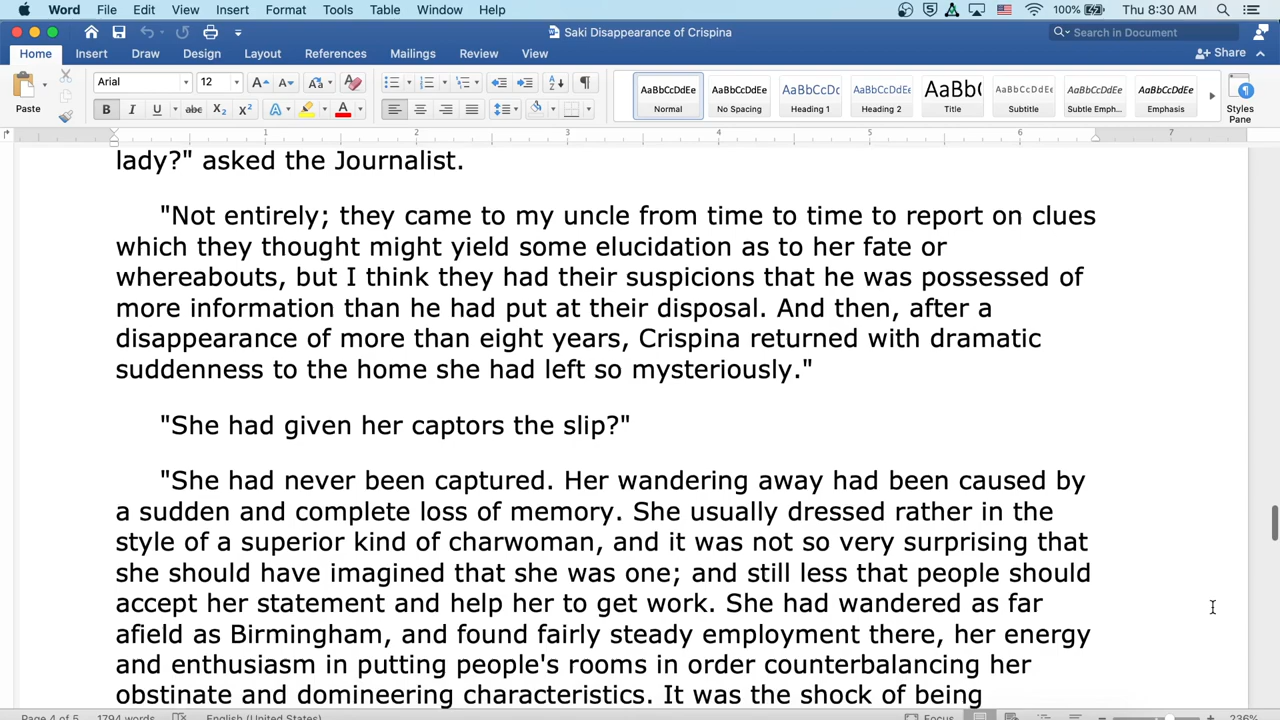 Word File Edit View Insert Format Tools Table Window Help 100% Thu 8:30 AM
Saki Disappearance of Crispina Search in Document
Home Insert Draw Design Layout References Mailings Review View Share
Paste Arial 12 AaBbCcDdEe Normal AaBbCcDdEe No Spacing AaBbCcDc Heading 1 AaBbCcDdEe Heading 2 AaBbC Title AaBbCcDdEe Subtitle AaBbCcDdEe Subtle Emph... AaBbCcDdEe Emphasis Styles Pane
1 2 3 4 5 6 7
lady?" asked the Journalist.
"Not entirely; they came to my uncle from time to time to report on clues
which they thought might yield some elucidation as to her fate or
whereabouts, but I think they had their suspicions that he was possessed of
more information than he had put at their disposal. And then, after a
disappearance of more than eight years, Crispina returned with dramatic
suddenness to the home she had left so mysteriously."
"She had given her captors the slip?"
"She had never been captured. Her wandering away had been caused by
a sudden and complete loss of memory. She usually dressed rather in the
style of a superior kind of charwoman, and it was not so very surprising that
she should have imagined that she was one; and still less that people should
accept her statement and help her to get work. She had wandered as far
afield as Birmingham, and found fairly steady employment there, her energy
and enthusiasm in putting people's rooms in order counterbalancing her
obstinate and domineering characteristics. It was the shock of being
Page 4 of 5 1794 words English (United States) Focus 236%